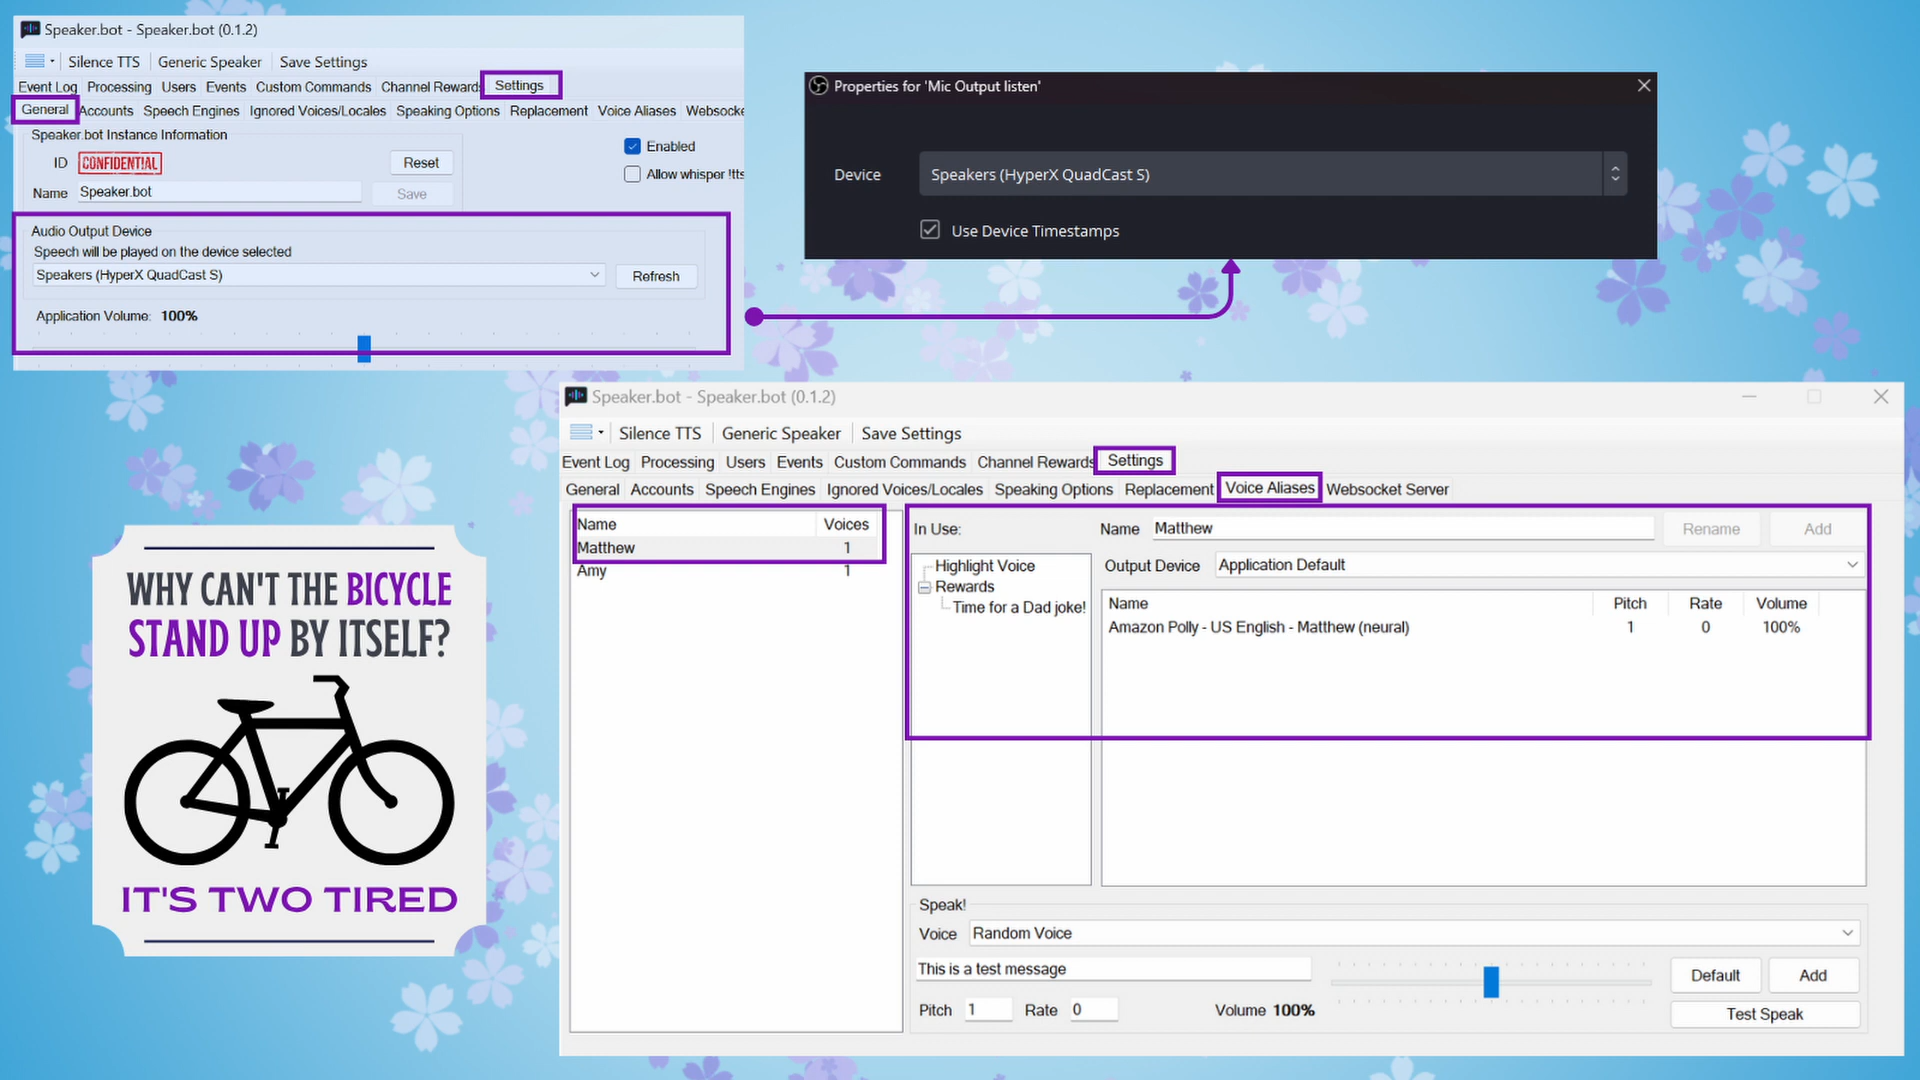 Speaker.bot - Speaker.bot (0.1.2)
Silence TTS Generic Speaker Save Settings
Event Log Processing Users Events Custom Commands Channel Rewards Settings
General Accounts Speech Engines Ignored Voices/Locales Speaking Options Replacement Voice Aliases Websocke
Speaker.bot Instance Information
Enabled
ID CONFIDENTIAL Reset
Allow whisper !tts
Name Speaker.bot Save
Audio Output Device
Speech will be played on the device selected
Speakers (HyperX QuadCast S) Refresh
Application Volume: 100%
Properties for 'Mic Output listen'
Device Speakers (HyperX QuadCast S)
Use Device Timestamps
Speaker.bot - Speaker.bot (0.1.2)
Silence TTS Generic Speaker Save Settings
Event Log Processing Users Events Custom Commands Channel Rewards Settings
General Accounts Speech Engines Ignored Voices/Locales Speaking Options Replacement Voice Aliases Websocket Server
Name Voices
Matthew 1
Amy 1
In Use:
Highlight Voice
Rewards
Time for a Dad joke!
Name Matthew Rename Add
Output Device Application Default
Name Pitch Rate Volume
Amazon Polly - US English - Matthew (neural) 1 0 100%
Speak!
Voice Random Voice
This is a test message
Default Add
Pitch 1 Rate 0 Volume 100%
Test Speak
WHY CAN'T THE BICYCLE
STAND UP BY ITSELF?
IT'S TWO TIRED